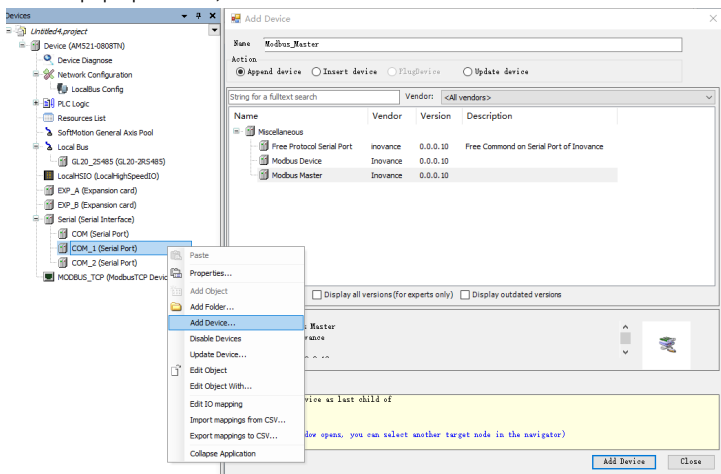 Devices
Untitled4.project
Device (AM521-0808TN)
Device Diagnose
Network Configuration
LocalBus Config
PLC Logic
Resources List
SoftMotion General Axis Pool
Local Bus
GL20_2S485 (GL20-2RS485)
LocalHSIO (LocalHighSpeedIO)
EXP_A (Expansion card)
EXP_B (Expansion card)
Serial (Serial Interface)
COM (Serial Port)
COM_1 (Serial Port)
COM_2 (Serial Port)
MODBUS_TCP (ModbusTCP Devic
Paste
Properties...
Add Object
Add Folder...
Add Device...
Disable Devices
Update Device...
Edit Object
Edit Object With...
Edit IO mapping
Import mappings from CSV...
Export mappings to CSV...
Collapse Application
Add Device
Name Modbus_Master
Action
Append device Insert device PlugDevice Update device
String for a fulltext search Vendor: <All vendors>
Name Vendor Version Description
Miscellaneous
Free Protocol Serial Port inovance 0.0.0.10 Free Commond on Serial Port of Inovance
Modbus Device Inovance 0.0.0.10
Modbus Master Inovance 0.0.0.10
Display all versions (for experts only) Display outdated versions
Master
vice as last child of
dow opens, you can select another target node in the navigator)
Add Device Close